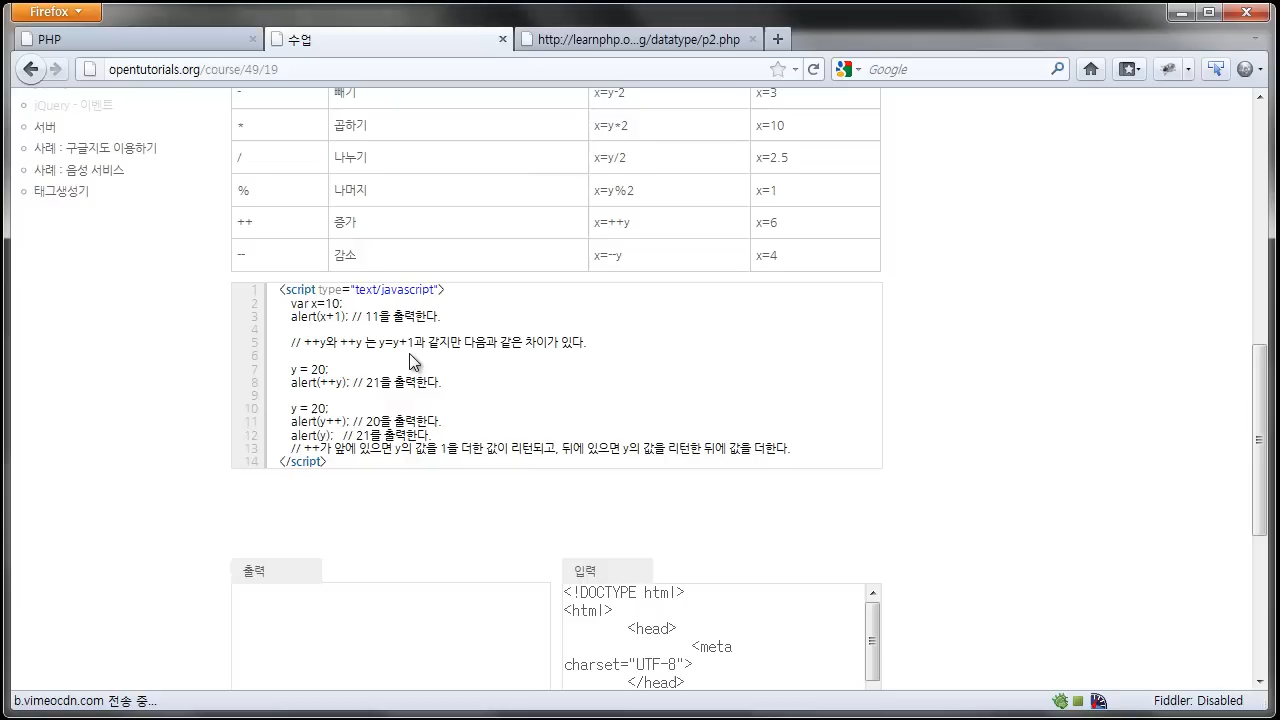 Firefox
PHP
수업
http://learnphp.o...g/datatype/p2.php
opentutorials.org/course/49/19
Google
jQuery - 이벤트
서버
사례 : 구글지도 이용하기
사례 : 음성 서비스
태그생성기
- 빼기 x=y-2 x=3
* 곱하기 x=y*2 x=10
/ 나누기 x=y/2 x=2.5
% 나머지 x=y%2 x=1
++ 증가 x=++y x=6
-- 감소 x=--y x=4
1 <script type="text/javascript">
2 var x=10;
3 alert(x+1); // 11을 출력한다.
4
5 // ++y와 ++y 는 y=y+1과 같지만 다음과 같은 차이가 있다.
6
7 y = 20;
8 alert(++y); // 21을 출력한다.
9
10 y = 20;
11 alert(y++); // 20을 출력한다.
12 alert(y); // 21를 출력한다.
13 // ++가 앞에 있으면 y의 값을 1을 더한 값이 리턴되고, 뒤에 있으면 y의 값을 리턴한 뒤에 값을 더한다.
14 </script>
출력
입력
<!DOCTYPE html>
<html>
<head>
<meta
charset="UTF-8">
</head>
b.vimeocdn.com 전송 중...
Fiddler: Disabled